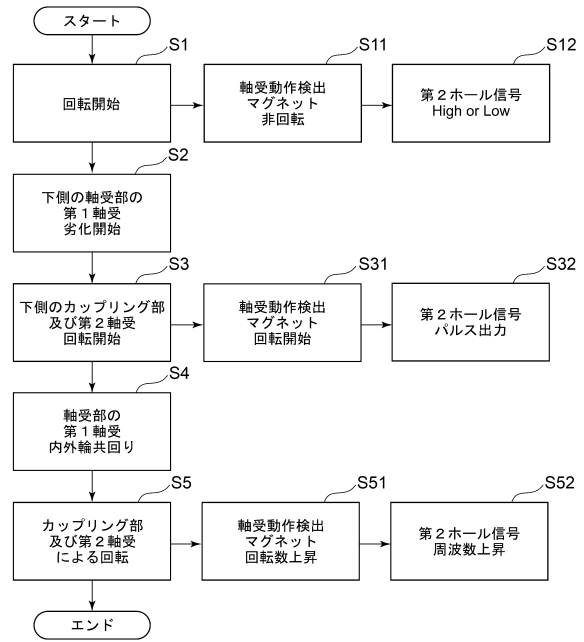 スタート
S1
回転開始
S11
軸受動作検出
マグネット
非回転
S12
第２ホール信号
High or Low
S2
下側の軸受部の
第１軸受
劣化開始
S3
下側のカップリング部
及び第２軸受
回転開始
S31
軸受動作検出
マグネット
回転開始
S32
第２ホール信号
パルス出力
S4
軸受部の
第１軸受
内外輪共回り
S5
カップリング部
及び第２軸受
による回転
S51
軸受動作検出
マグネット
回転数上昇
S52
第２ホール信号
周波数上昇
エンド